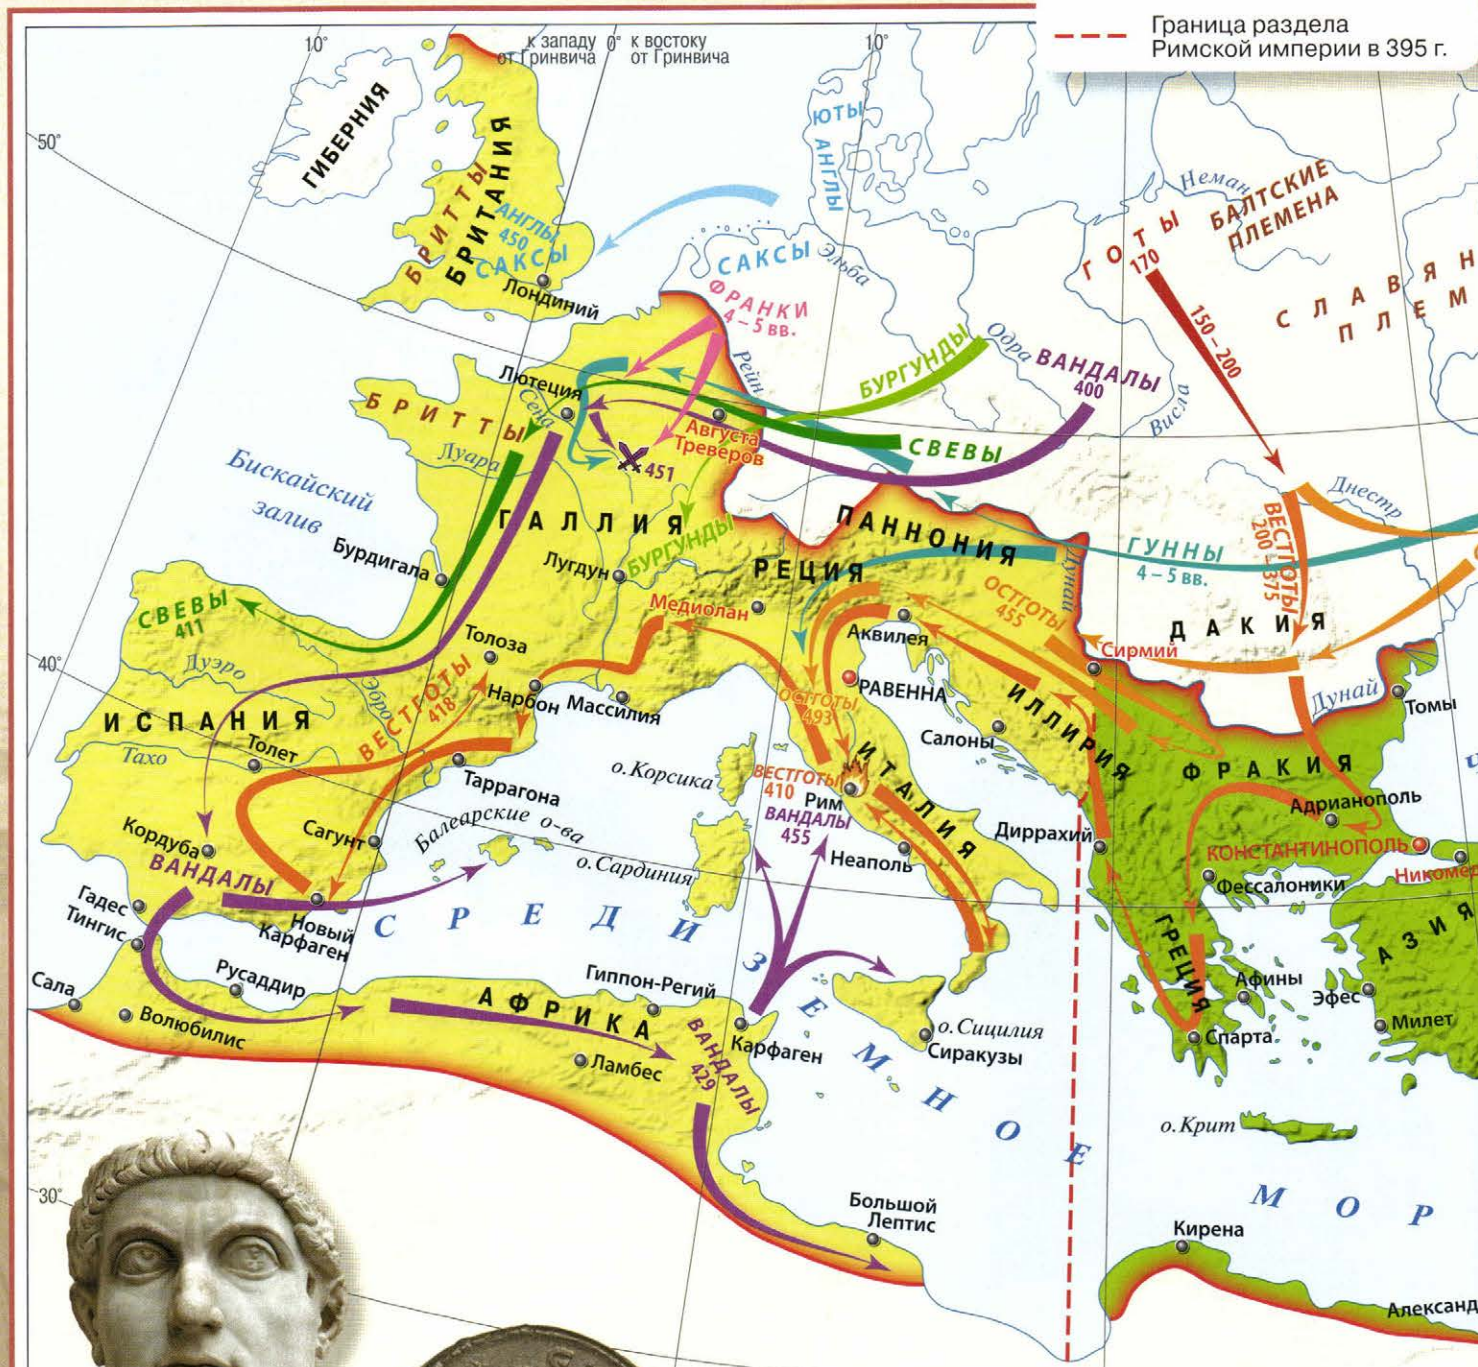 Граница раздела
Римской империи в 395 г.
10°
к западу 0° к востоку
от Гринвича от Гринвича
10°
50°
ГИБЕРНИЯ
БРИТТЫ
БРИТАНИЯ
АНГЛЫ
450
САКСЫ
Лондиний
ЮТЫ
АНГЛЫ
САКСЫ
Эльба
ФРАНКИ
4 – 5 вв.
Рейн
Неман
БАЛТСКИЕ
ПЛЕМЕНА
ГОТЫ
170
150 – 200
СЛАВЯН
ПЛЕМ
БУРГУНДЫ
Одра
ВАНДАЛЫ
400
Висла
Лютеция
Сена
БРИТТЫ
Луара
Августа
Треверов
СВЕВЫ
451
Бискайский
залив
ГАЛЛИЯ
БУРГУНДЫ
Бурдигала
Лугдун
ПАННОНИЯ
РЕЦИЯ
ГУННЫ
4 – 5 вв.
Дунай
Днестр
ВЕСТГОТЫ
200–375
ДАКИЯ
ОСТГОТЫ
455
СВЕВЫ
411
Дуэро
Толоза
Медиолан
Аквилея
Сирмий
40°
Эбро
ВЕСТГОТЫ
418
Нарбон
Массилия
РАВЕННА
ОСТГОТЫ
493
ИЛЛИРИЯ
Дунай
Томы
ИСПАНИЯ
Тахо
Толет
Таррагона
о.Корсика
Салоны
ИТАЛИЯ
ФРАКИЯ
ВЕСТГОТЫ
410
Рим
ВАНДАЛЫ
455
Адрианополь
Сагунт
Балеарские о-ва
о.Сардиния
Неаполь
Диррахий
КОНСТАНТИНОПОЛЬ
Никомед
Кордуба
ВАНДАЛЫ
Фессалоники
Гадес
Тингис
Новый
Карфаген
СРЕДИЗЕМНОЕ
МОР
ГРЕЦИЯ
АЗИЯ
Сала
Русаддир
Волюбилис
АФРИКА
Гиппон-Регий
Карфаген
ВАНДАЛЫ
429
Ламбес
о.Сицилия
Сиракузы
Афины
Эфес
Милет
Спарта
о.Крит
30°
Большой
Лептис
Кирена
Александ